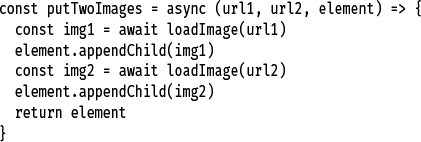 const putTwoImages = async (url1, url2, element) => {
  const img1 = await loadImage(url1)
  element.appendChild(img1)
  const img2 = await loadImage(url2)
  element.appendChild(img2)
  return element
}